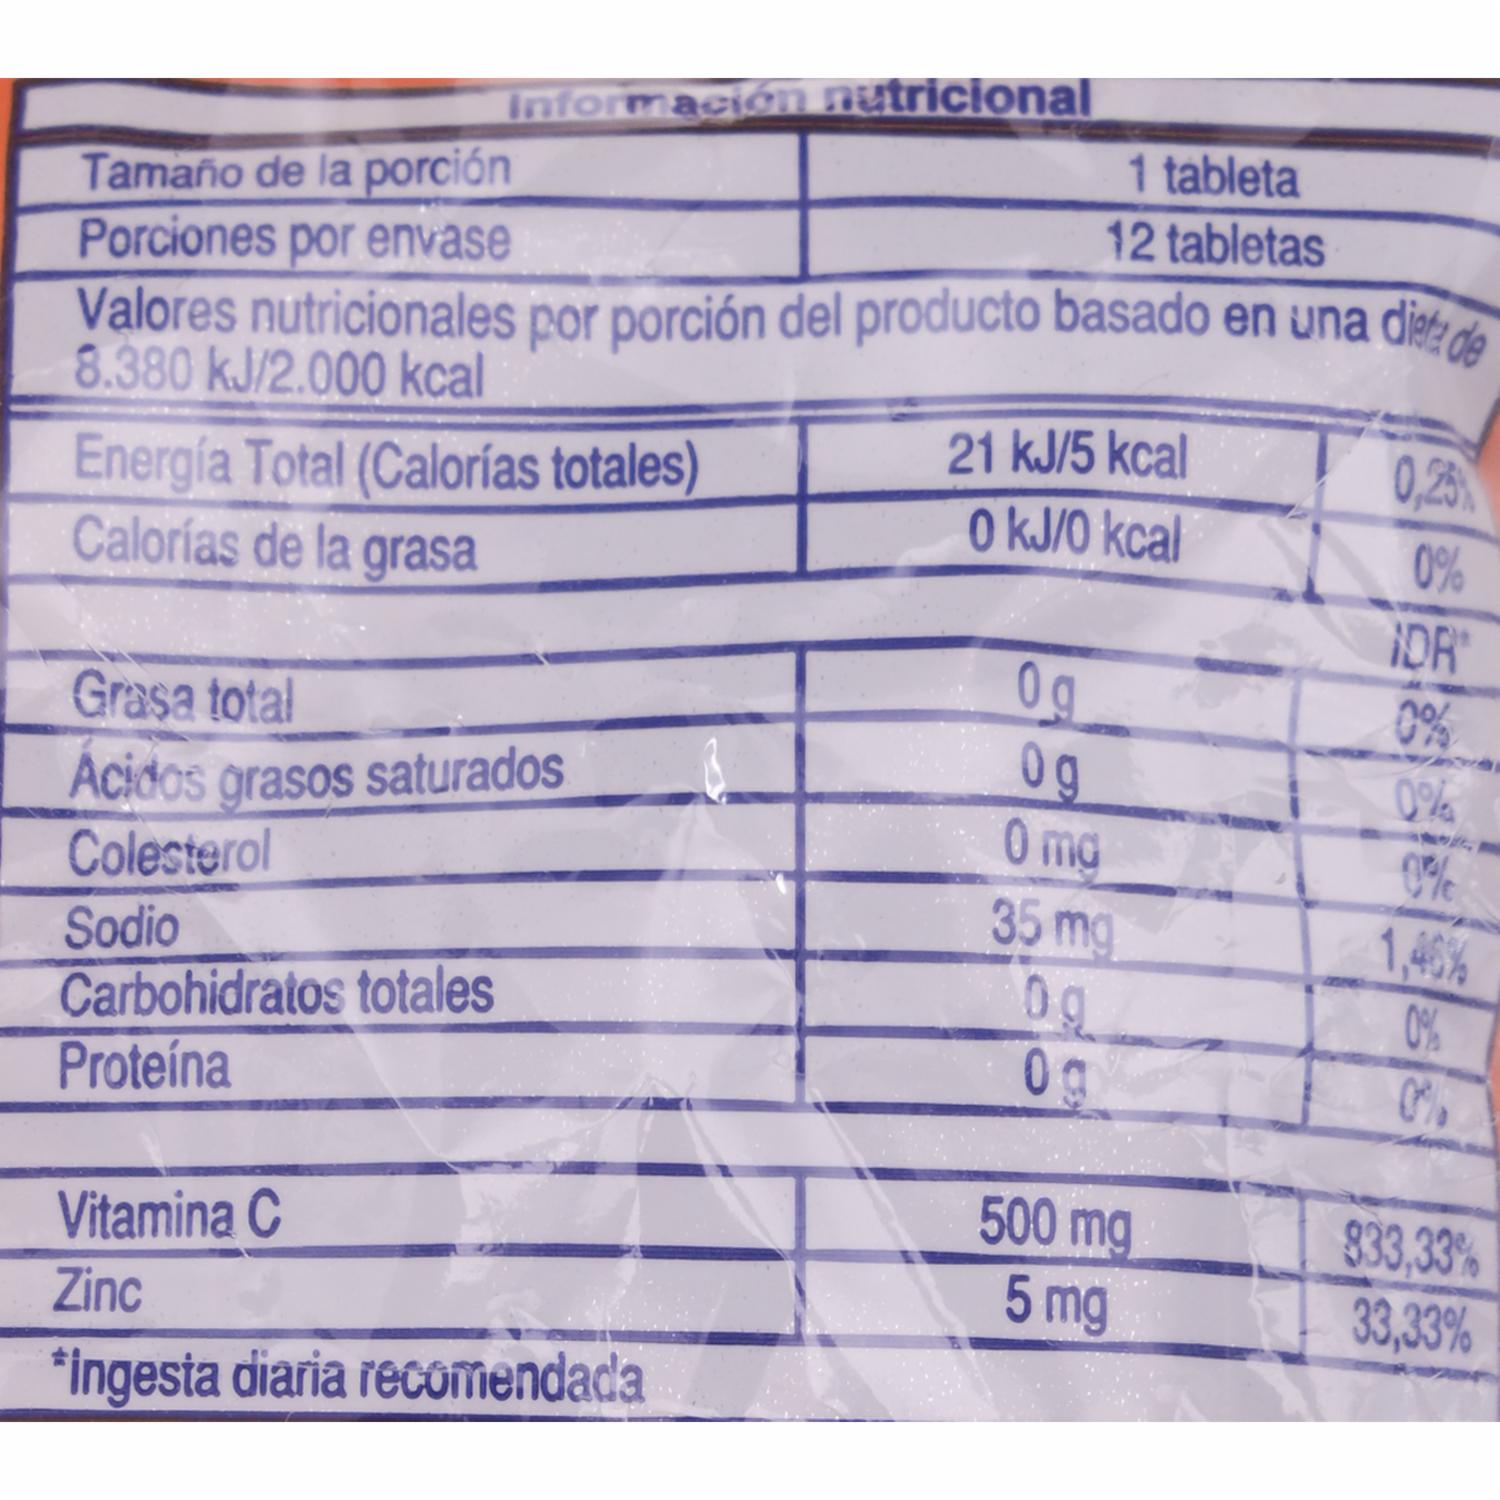 Información nutricional
Tamaño de la porción 1 tableta
Porciones por envase 12 tabletas
Valores nutricionales por porción del producto basado en una dieta de
8.380 kJ/2.000 kcal
Energía Total (Calorías totales) 21 kJ/5 kcal 0,25%
Calorías de la grasa 0 kJ/0 kcal 0%
IDR*
Grasa total 0 g 0%
Ácidos grasos saturados 0 g 0%
Colesterol 0 mg 0%
Sodio 35 mg 1,46%
Carbohidratos totales 0 g 0%
Proteína 0 g 0%
Vitamina C 500 mg 833,33%
Zinc 5 mg 33,33%
*Ingesta diaria recomendada